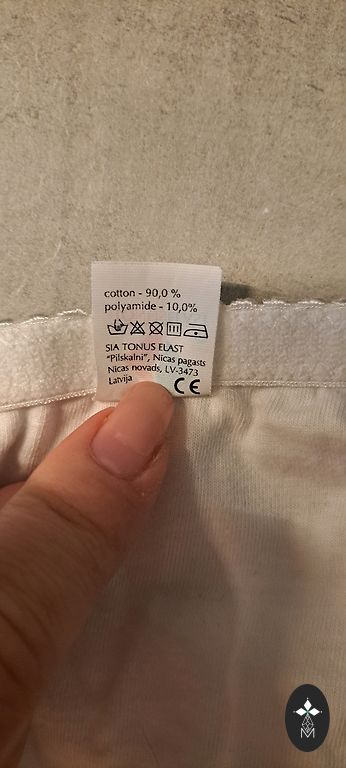 cotton - 90,0 %
polyamide - 10,0%
SIA TONUS ELAST
"Pilskalni", Nicas pagasts
Nicas novads, LV-3473
Latvija
CE
M